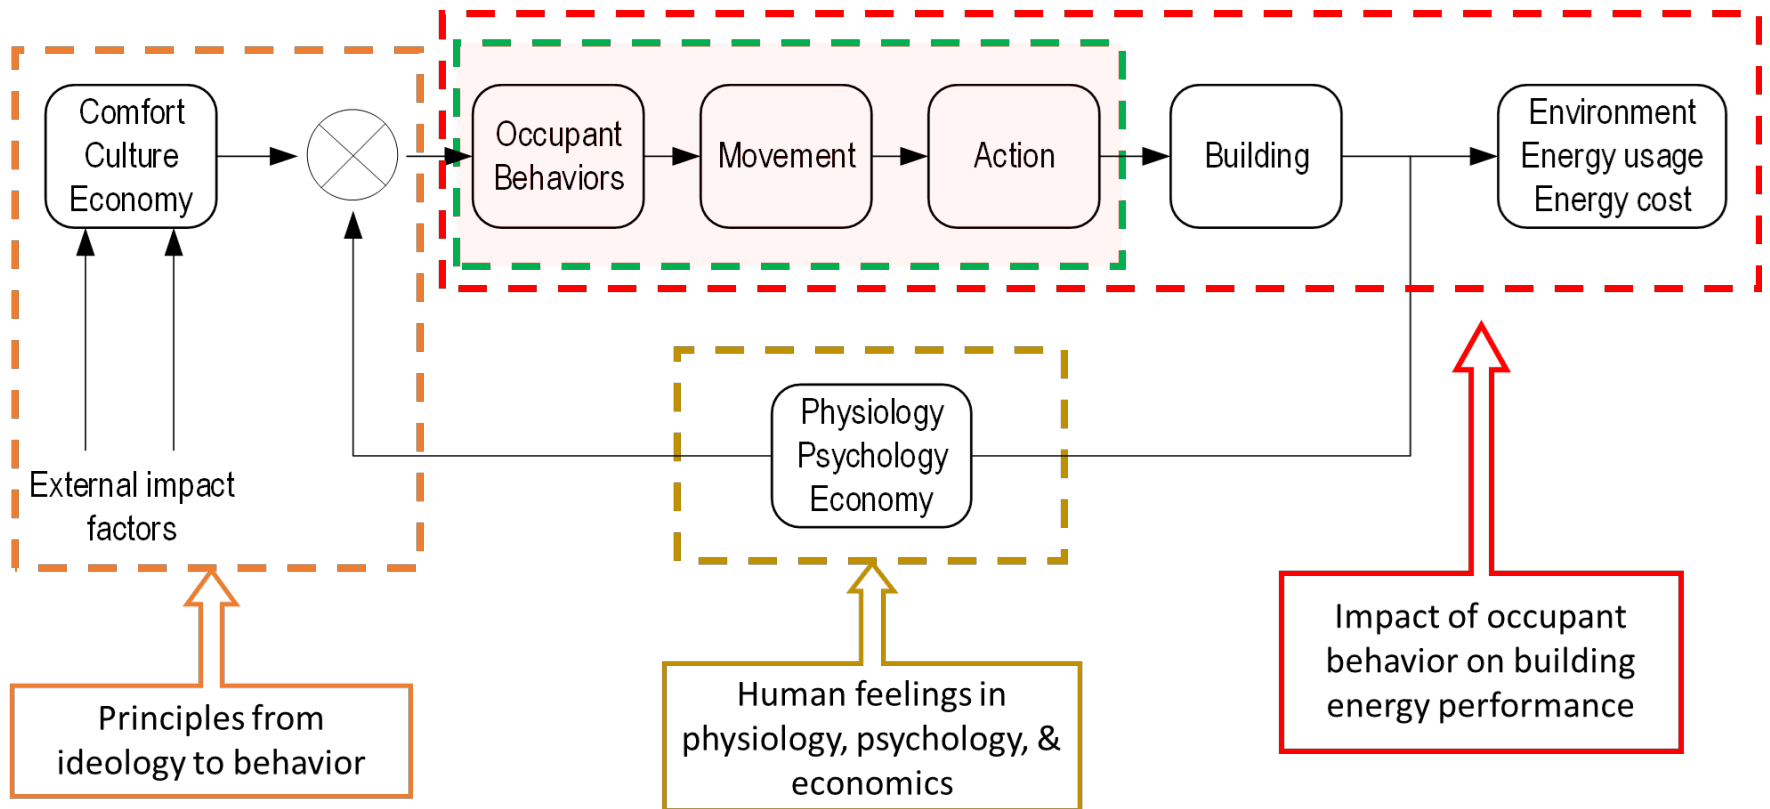 Comfort
Culture
Economy
Occupant
Behaviors
Movement
Action
Building
Environment
Energy usage
Energy cost
External impact
factors
Physiology
Psychology
Economy
Principles from
ideology to behavior
Human feelings in
physiology, psychology, &
economics
Impact of occupant
behavior on building
energy performance